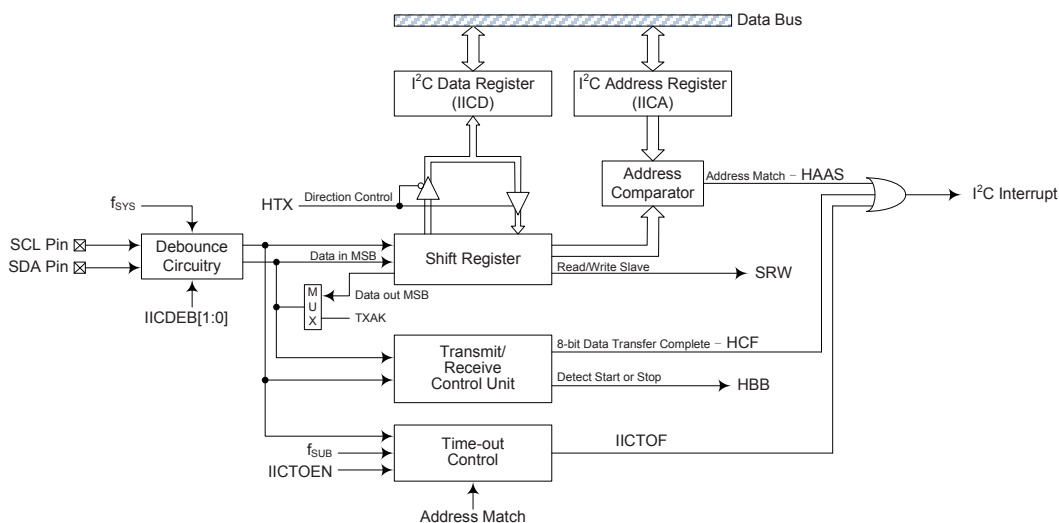 Data Bus
I²C Data Register
(IICD)
I²C Address Register
(IICA)
Address
Comparator
Address Match – HAAS
I²C Interrupt
HTX
Direction Control
fSYS
SCL Pin
SDA Pin
Debounce
Circuitry
IICDEB[1:0]
Data in MSB
Shift Register
Read/Write Slave
SRW
M
U
X
Data out MSB
TXAK
Transmit/
Receive
Control Unit
8-bit Data Transfer Complete – HCF
Detect Start or Stop
HBB
fSUB
IICTOEN
Time-out
Control
IICTOF
Address Match